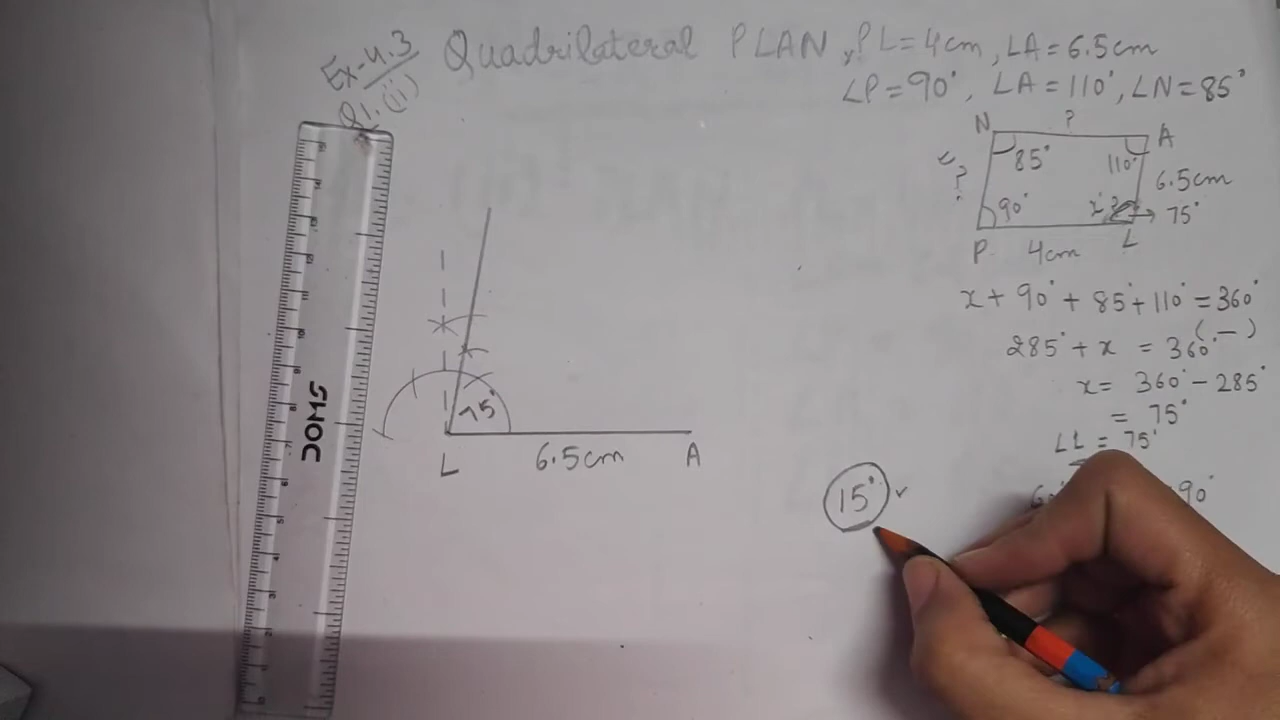 Ex-4.3
Q1.(ii)
Quadrilateral PLAN, PL=4cm, LA=6.5cm
∠P=90°, ∠A=110°, ∠N=85°
N ? A
85° 110°
? 6.5cm
90° x? → 75°
P 4cm L
x+90°+85°+110°=360°
(−)
285°+x = 360°
x= 360°-285°
= 75°
∠L = 75°
90°
15° ✓
75°
L 6.5cm A
DOMS